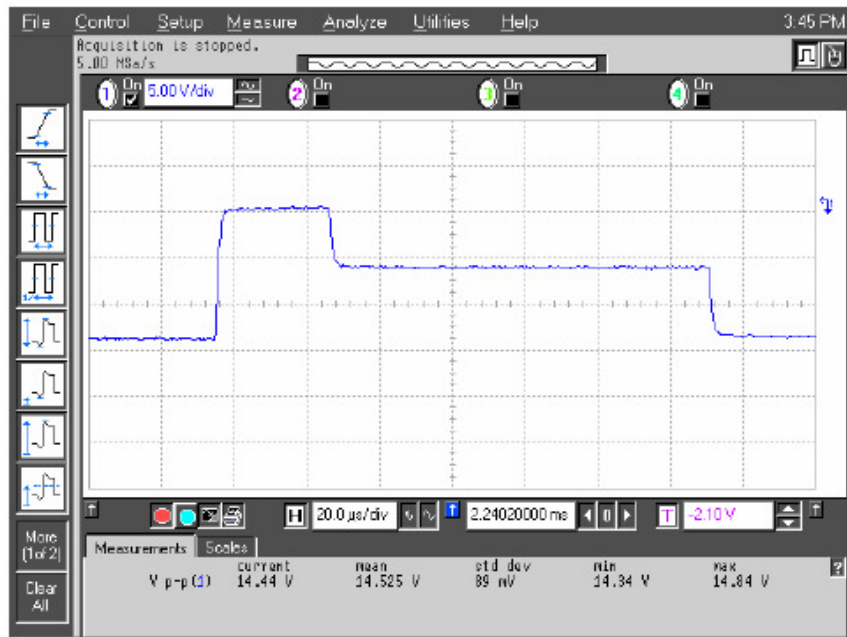 File Control Setup Measure Analyze Utilities Help 3:45 PM
Acquisition is stopped.
5.00 MSa/s
1 On 5.00 V/div 2 On 3 On 4 On
H 20.0 µs/div 0 2.24020000 ms T -2.10 V
More
(1 of 2)
Clear
All
Measurements Scales
current mean std dev min max
V p-p(1) 14.44 V 14.525 V 89 mV 14.34 V 14.84 V
?